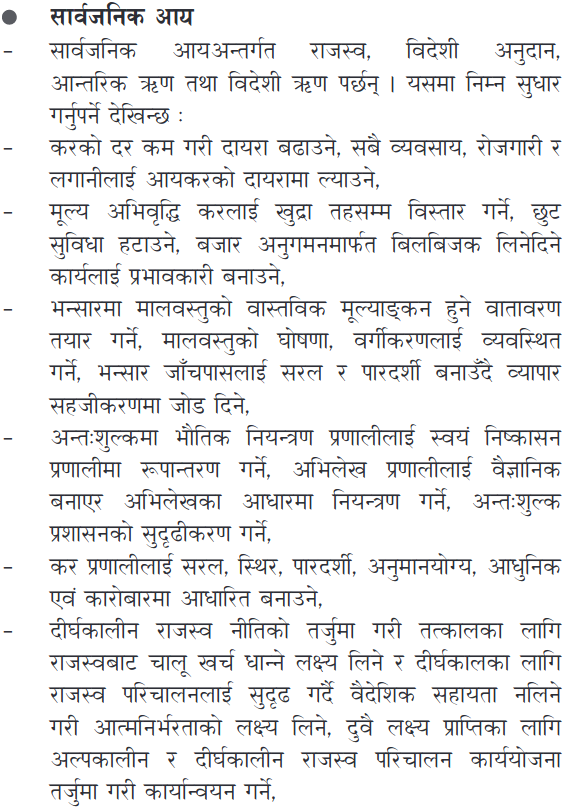 ● सार्वजनिक आय
– सार्वजनिक आयअन्तर्गत राजस्व, विदेशी अनुदान,
आन्तरिक ऋण तथा विदेशी ऋण पर्छन् । यसमा निम्न सुधार
गर्नुपर्ने देखिन्छ :
– करको दर कम गरी दायरा बढाउने, सबै व्यवसाय, रोजगारी र
लगानीलाई आयकरको दायरामा ल्याउने,
– मूल्य अभिवृद्धि करलाई खुद्रा तहसम्म विस्तार गर्ने, छुट
सुविधा हटाउने, बजार अनुगमनमार्फत बिलबिजक लिनेदिने
कार्यलाई प्रभावकारी बनाउने,
– भन्सारमा मालवस्तुको वास्तविक मूल्याङ्कन हुने वातावरण
तयार गर्ने, मालवस्तुको घोषणा, वर्गीकरणलाई व्यवस्थित
गर्ने, भन्सार जाँचपासलाई सरल र पारदर्शी बनाउँदै व्यापार
सहजीकरणमा जोड दिने,
– अन्तःशुल्कमा भौतिक नियन्त्रण प्रणालीलाई स्वयं निष्कासन
प्रणालीमा रूपान्तरण गर्ने, अभिलेख प्रणालीलाई वैज्ञानिक
बनाएर अभिलेखका आधारमा नियन्त्रण गर्ने, अन्तःशुल्क
प्रशासनको सुदृढीकरण गर्ने,
– कर प्रणालीलाई सरल, स्थिर, पारदर्शी, अनुमानयोग्य, आधुनिक
एवं कारोबारमा आधारित बनाउने,
– दीर्घकालीन राजस्व नीतिको तर्जुमा गरी तत्कालका लागि
राजस्वबाट चालू खर्च धान्ने लक्ष्य लिने र दीर्घकालका लागि
राजस्व परिचालनलाई सुदृढ गर्दै वैदेशिक सहायता नलिने
गरी आत्मनिर्भरताको लक्ष्य लिने, दुवै लक्ष्य प्राप्तिका लागि
अल्पकालीन र दीर्घकालीन राजस्व परिचालन कार्ययोजना
तर्जुमा गरी कार्यान्वयन गर्ने,